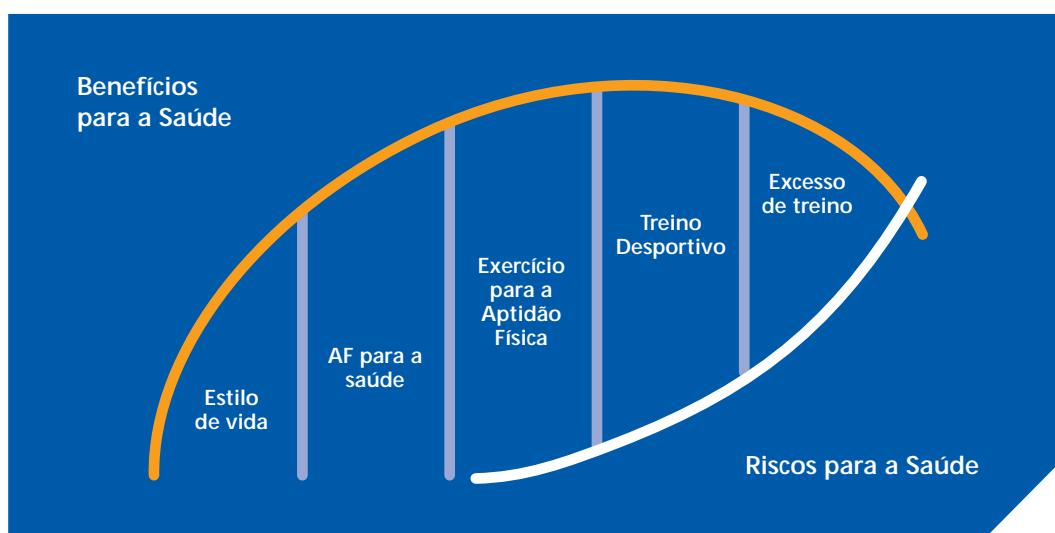 Benefícios
para a Saúde
Estilo
de vida
AF para a
saúde
Exercício
para a
Aptidão
Física
Treino
Desportivo
Excesso
de treino
Riscos para a Saúde